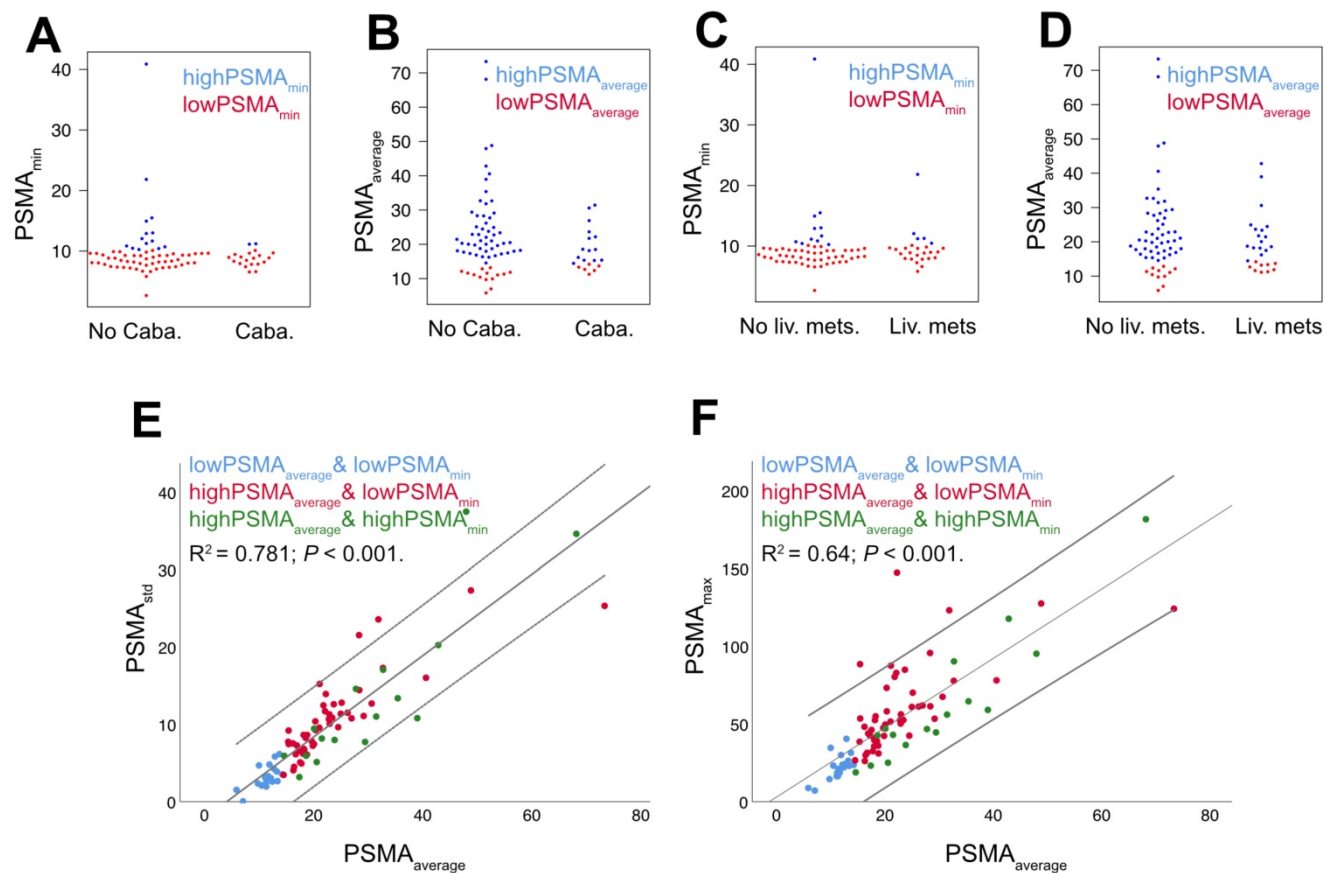 A
highPSMAmin
lowPSMAmin
PSMAmin
40
30
20
10
No Caba.
Caba.
B
highPSMAaverage
lowPSMAaverage
PSMAaverage
70
60
50
40
30
20
10
No Caba.
Caba.
C
highPSMAmin
lowPSMAmin
PSMAmin
40
30
20
10
No liv. mets.
Liv. mets
D
highPSMAaverage
lowPSMAaverage
PSMAaverage
70
60
50
40
30
20
10
No liv. mets.
Liv. mets
E
lowPSMAaverage& lowPSMAmin
highPSMAaverage& lowPSMAmin
highPSMAaverage& highPSMAmin
R² = 0.781; P < 0.001.
PSMAstd
40
30
20
10
0
0 20 40 60 80
PSMAaverage
F
lowPSMAaverage& lowPSMAmin
highPSMAaverage& lowPSMAmin
highPSMAaverage& highPSMAmin
R² = 0.64; P < 0.001.
PSMAmax
200
150
100
50
0
0 20 40 60 80
PSMAaverage